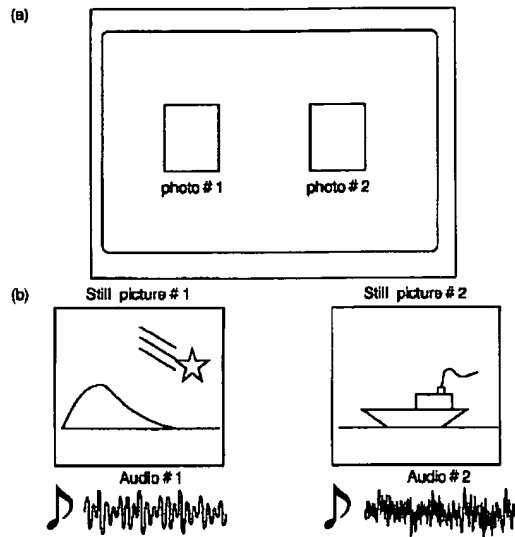 (a)
photo # 1 photo # 2
(b)
Still picture # 1 Still picture # 2
Audio # 1 Audio # 2